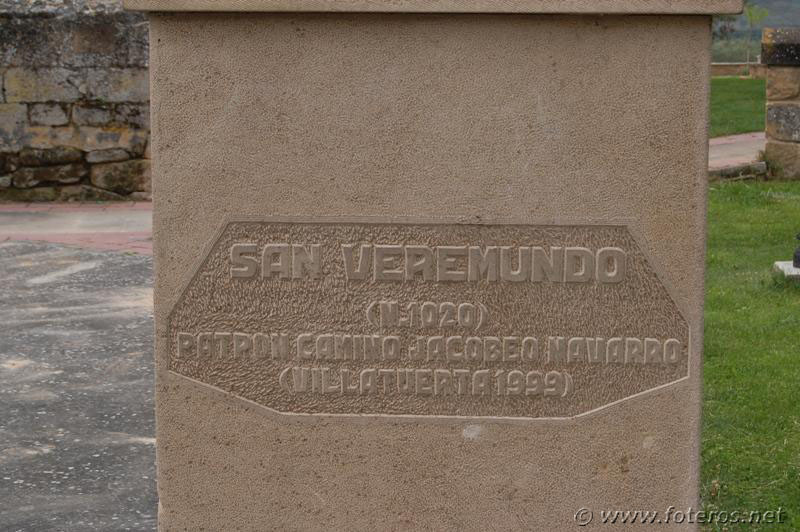 SAN VEREMUNDO
(N.1020)
PATRON CAMINO JACOBEO NAVARRO
(VILLATUERTA 1999)
© www.foteros.net